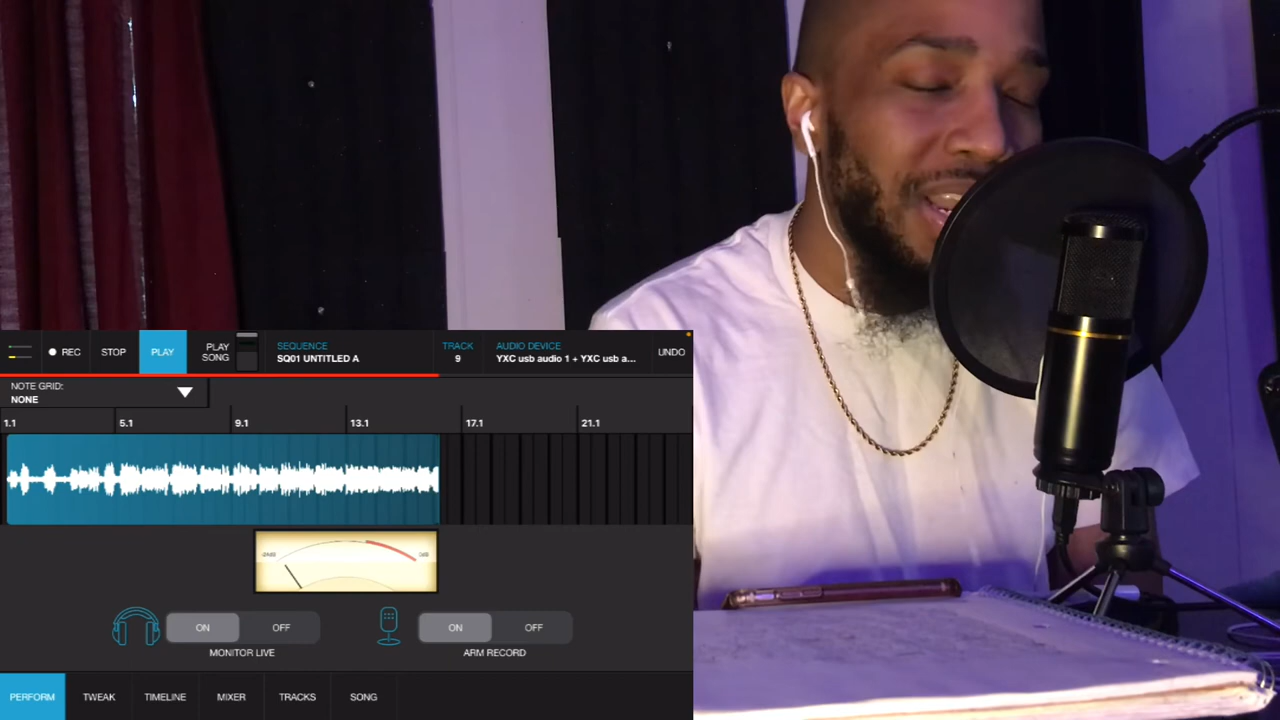 REC
STOP
PLAY
PLAY
SONG
SEQUENCE
SQ01 UNTITLED A
TRACK
9
AUDIO DEVICE
YXC usb audio 1 + YXC usb a...
UNDO
NOTE GRID:
NONE
1.1 5.1 9.1 13.1 17.1 21.1
ON OFF
MONITOR LIVE
ON OFF
ARM RECORD
PERFORM TWEAK TIMELINE MIXER TRACKS SONG